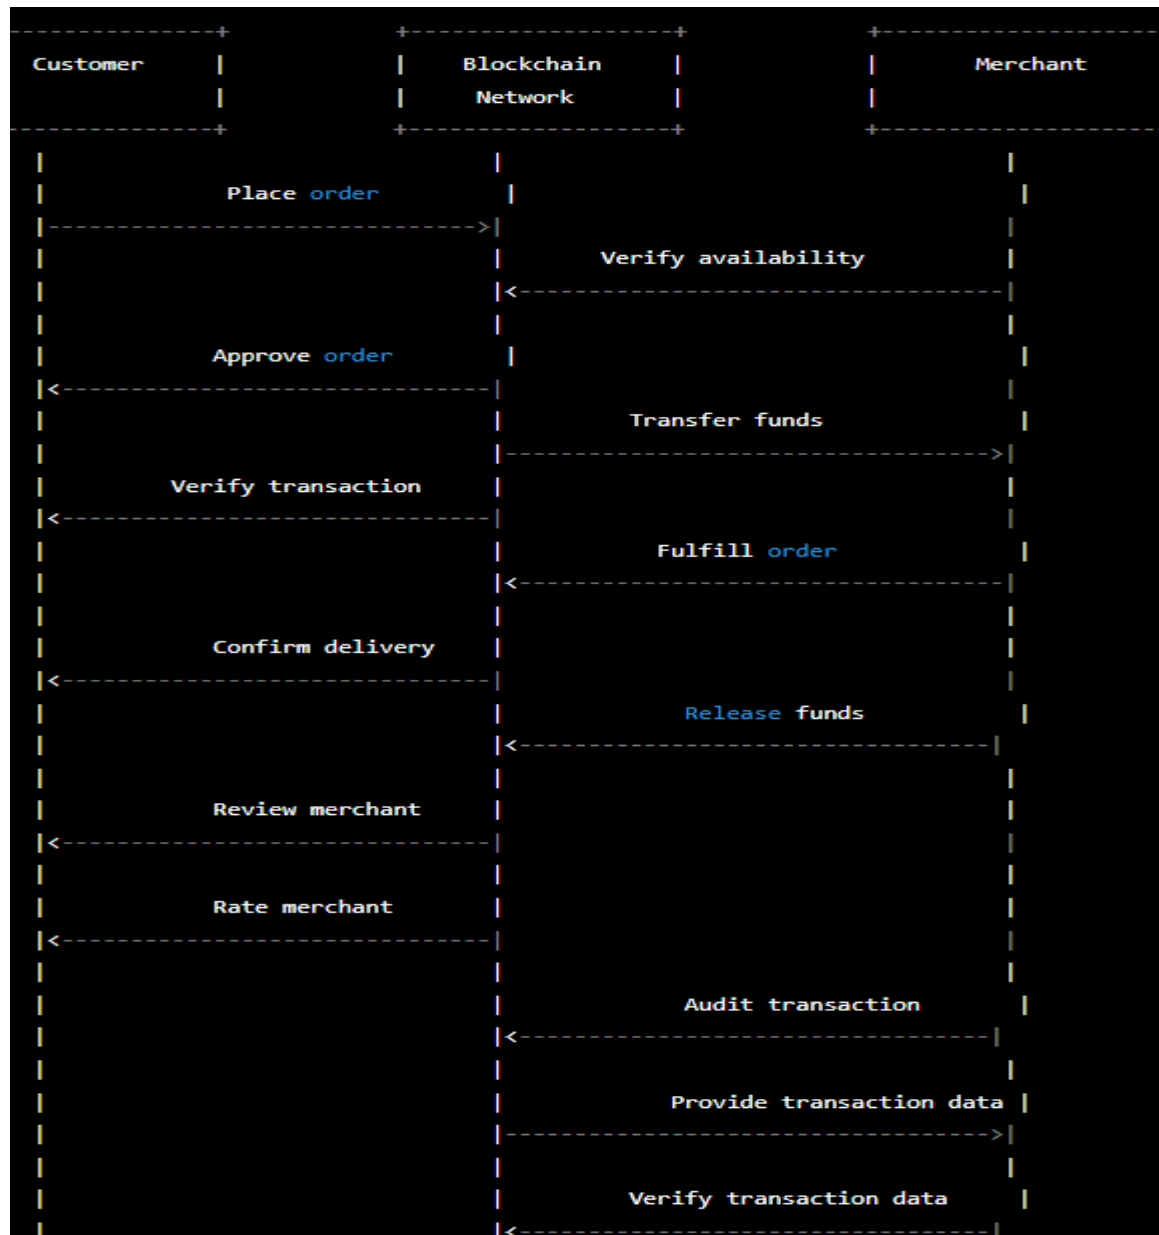 Customer Blockchain Merchant
Network
Place order
Verify availability
Approve order
Transfer funds
Verify transaction
Fulfill order
Confirm delivery
Release funds
Review merchant
Rate merchant
Audit transaction
Provide transaction data
Verify transaction data